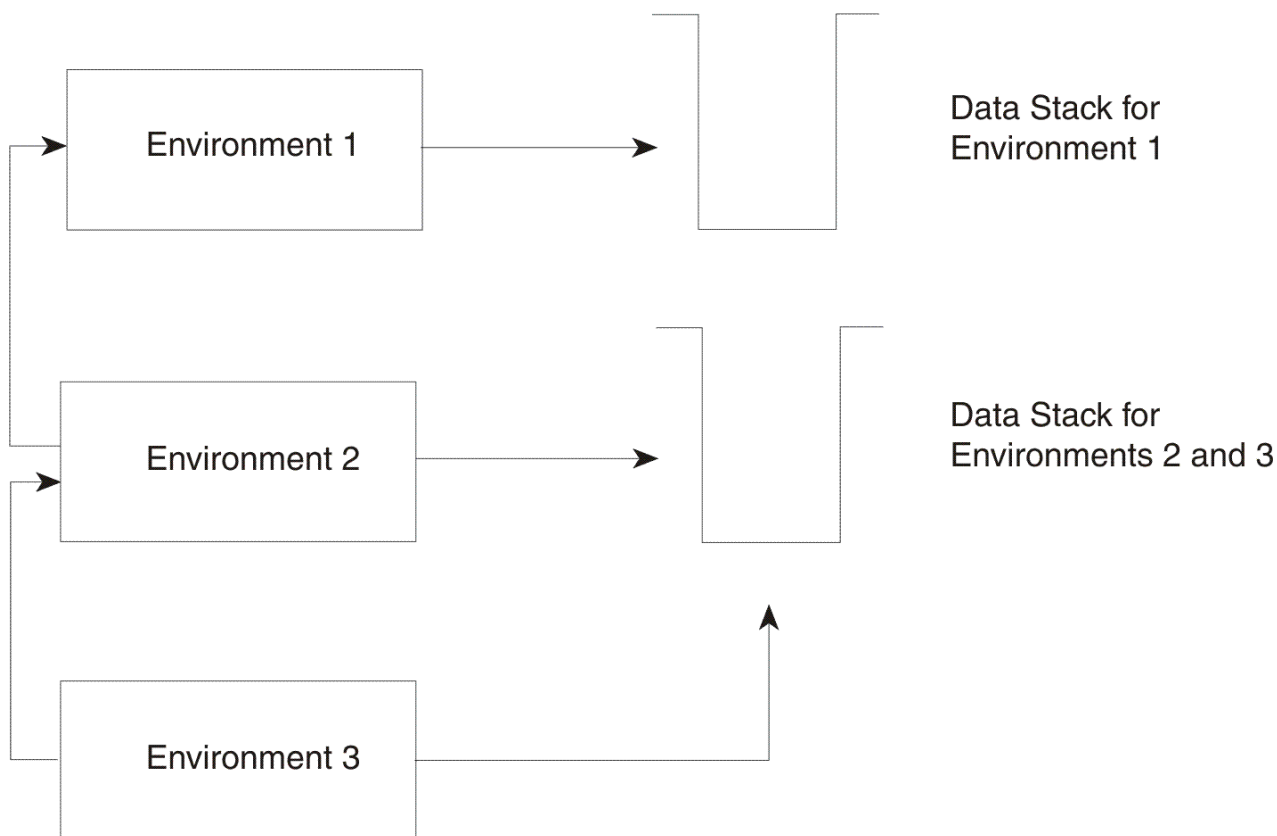 Environment 1
Data Stack for
Environment 1
Environment 2
Data Stack for
Environments 2 and 3
Environment 3